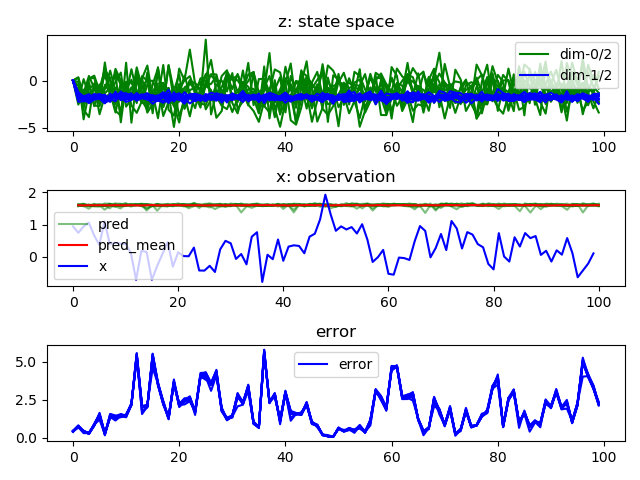 z: state space
0
−5
dim-0/2
dim-1/2
0 20 40 60 80 100
x: observation
2
1
0
pred
pred_mean
x
0 20 40 60 80 100
error
5.0
2.5
0.0
error
0 20 40 60 80 100